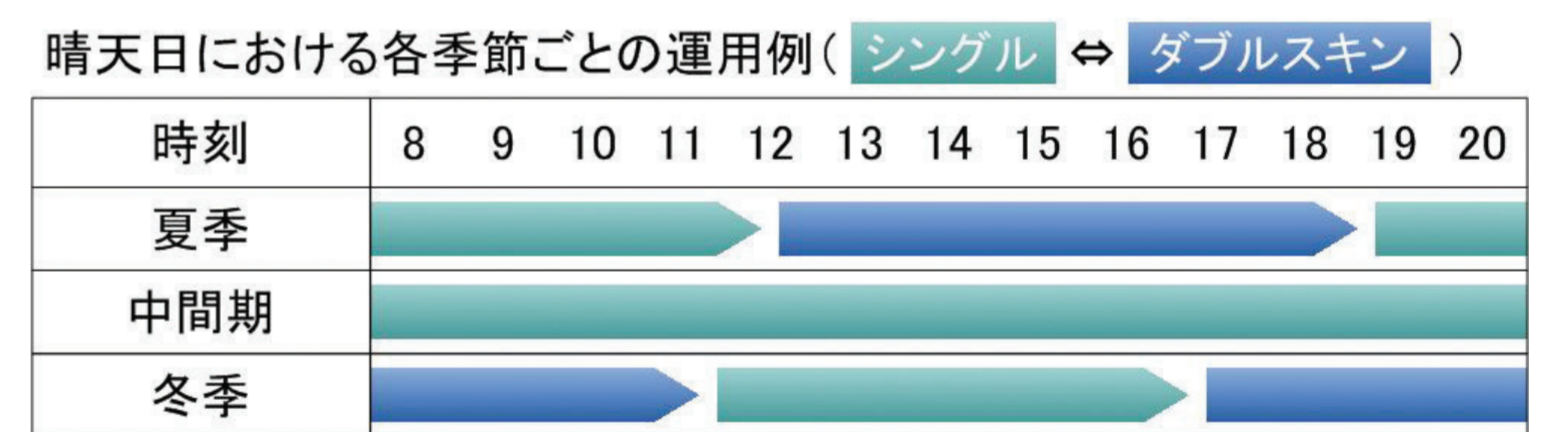 晴天日における各季節ごとの運用例( シングル ⇔ ダブルスキン )
時刻 8 9 10 11 12 13 14 15 16 17 18 19 20
夏季
中間期
冬季